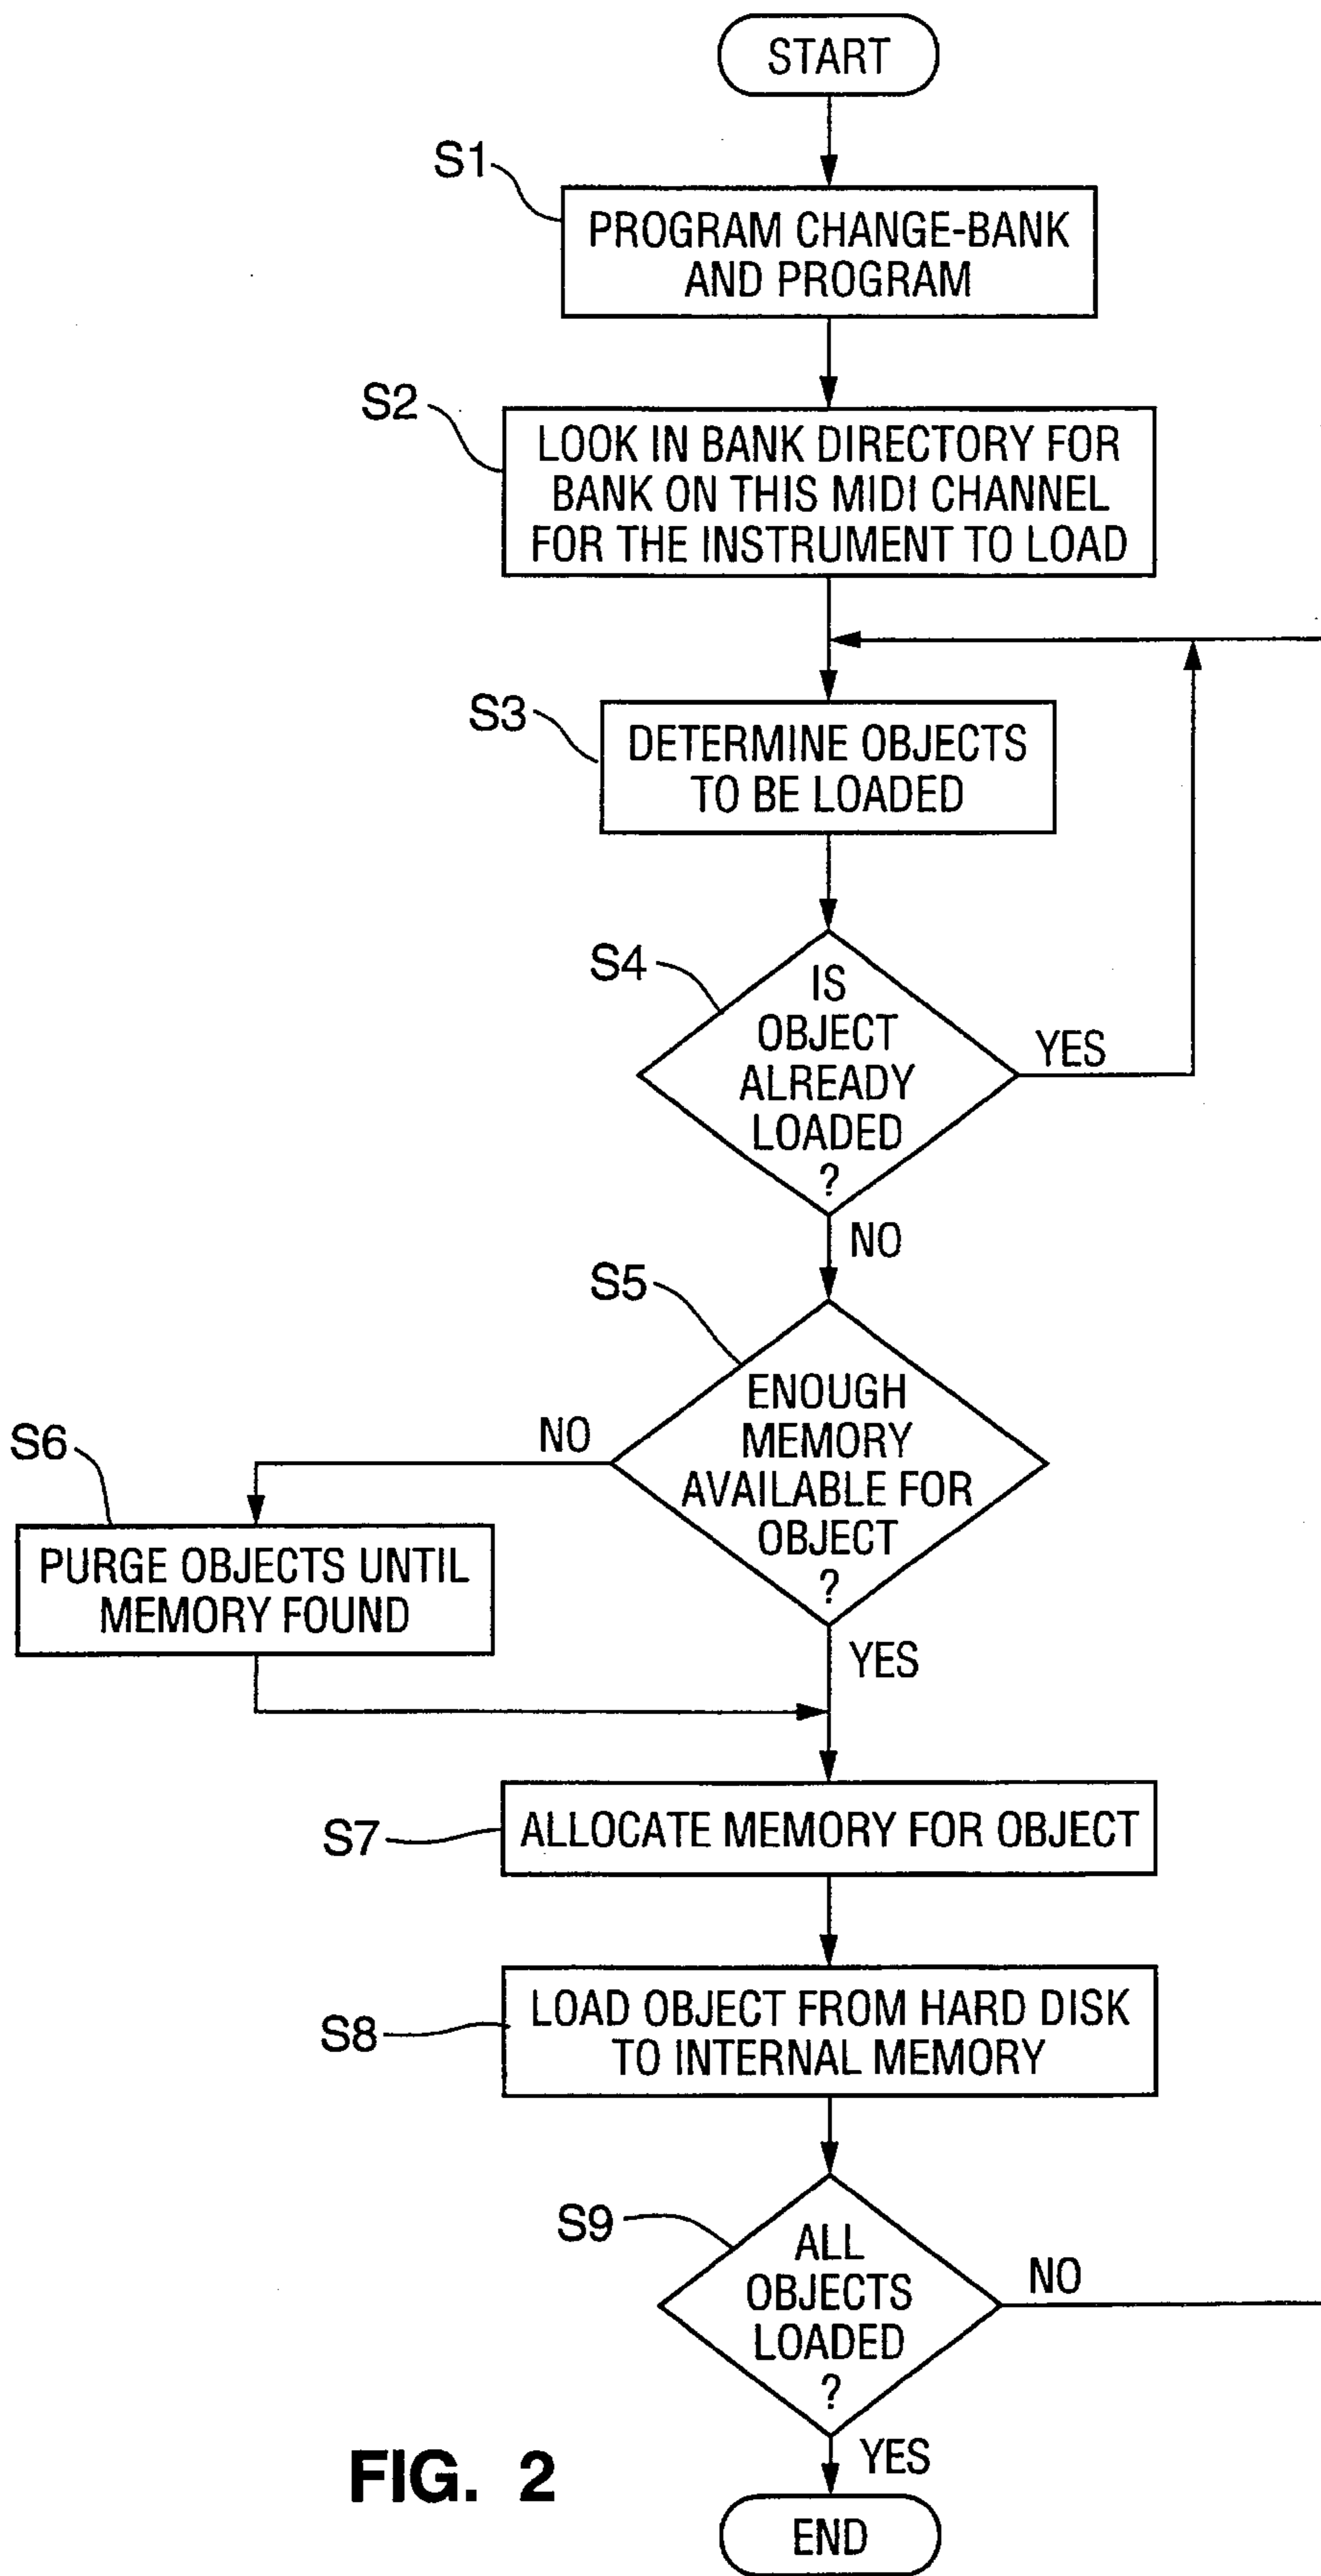 START
S1
PROGRAM CHANGE-BANK
AND PROGRAM
S2
LOOK IN BANK DIRECTORY FOR
BANK ON THIS MIDI CHANNEL
FOR THE INSTRUMENT TO LOAD
S3
DETERMINE OBJECTS
TO BE LOADED
S4
IS
OBJECT
ALREADY
LOADED
?
YES
NO
S5
ENOUGH
MEMORY
AVAILABLE FOR
OBJECT
?
NO
S6
PURGE OBJECTS UNTIL
MEMORY FOUND
YES
S7
ALLOCATE MEMORY FOR OBJECT
S8
LOAD OBJECT FROM HARD DISK
TO INTERNAL MEMORY
S9
ALL
OBJECTS
LOADED
?
NO
YES
FIG. 2
END